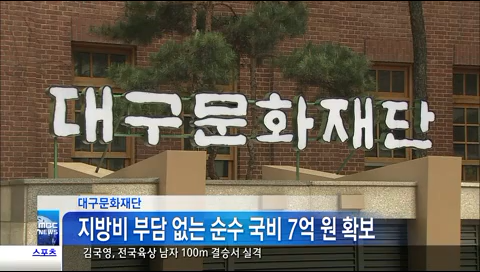 대구문화재단
대구문화재단
지방비 부담 없는 순수 국비 7억 원 확보
mbc
NEWS
스포츠
김국영, 전국육상 남자 100m 결승서 실격